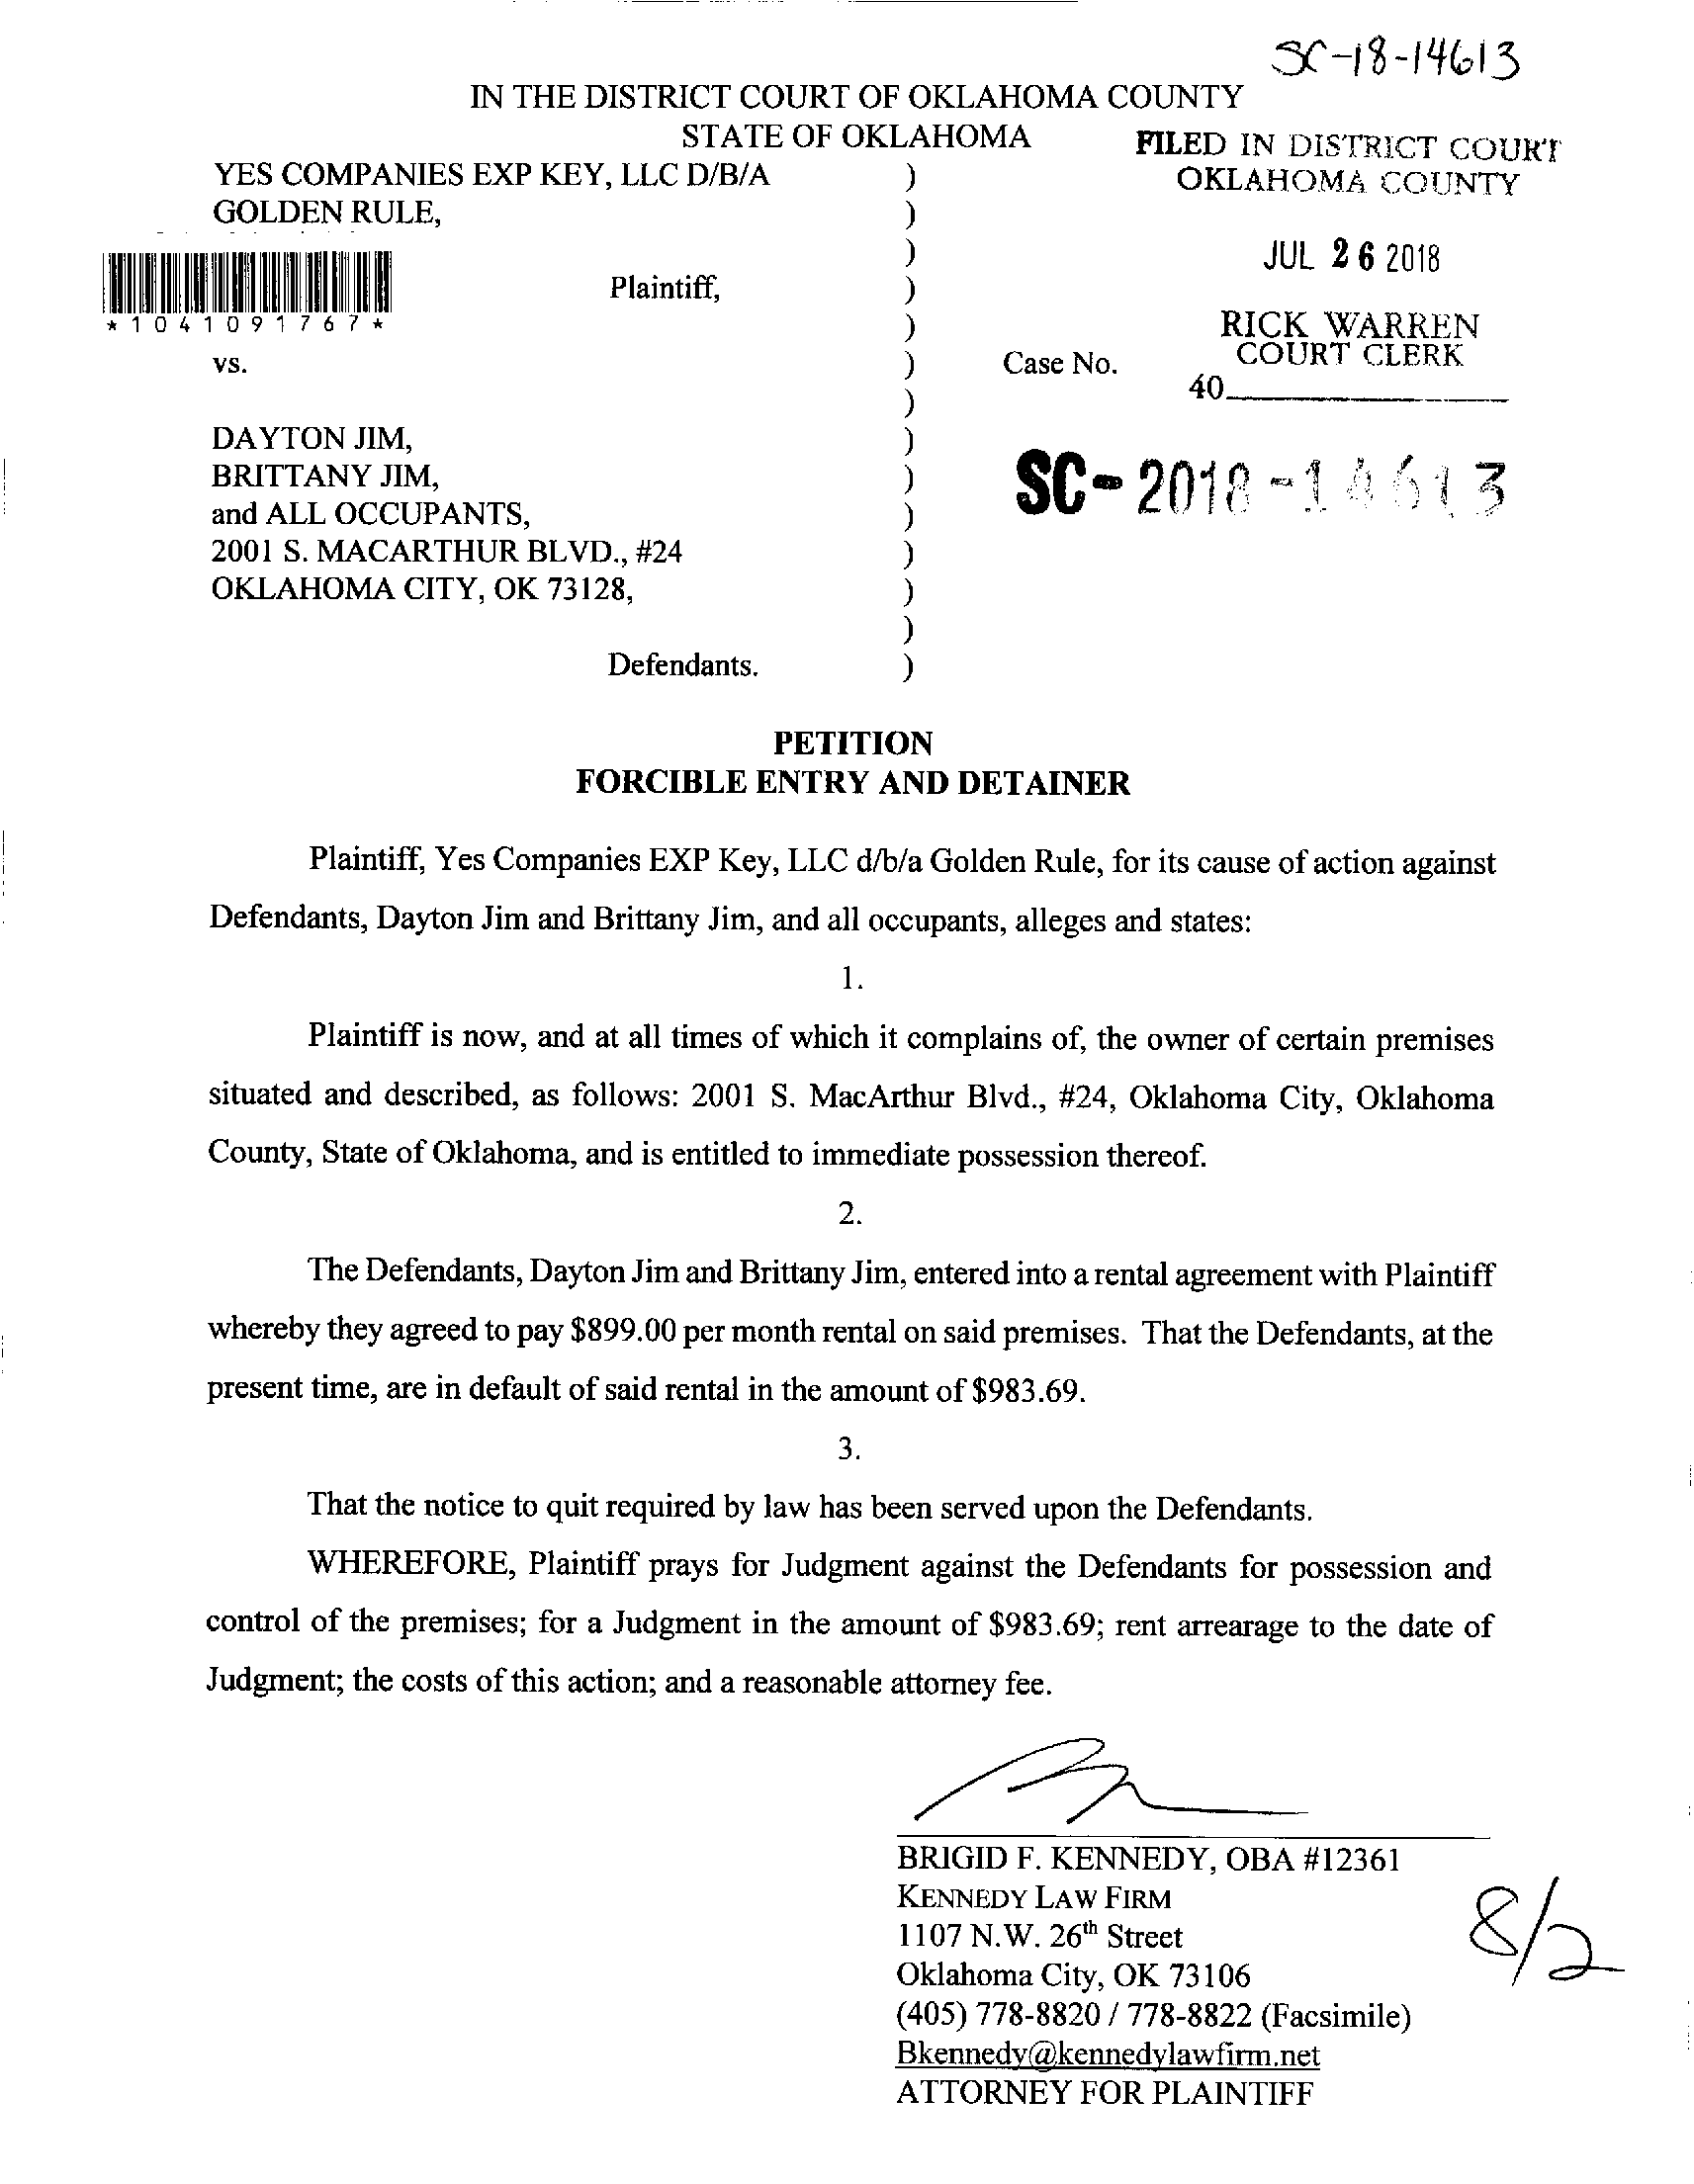 SC-18-14613
IN THE DISTRICT COURT OF OKLAHOMA COUNTY
STATE OF OKLAHOMA
FILED IN DISTRICT COURT
OKLAHOMA COUNTY
YES COMPANIES EXP KEY, LLC D/B/A )
GOLDEN RULE, )
)
JUL 26 2018
Plaintiff, )
*1041091767*
)
RICK WARREN
COURT CLERK
vs. ) Case No.
40
)
DAYTON JIM, )
BRITTANY JIM, )
SC-2018-14613
and ALL OCCUPANTS, )
2001 S. MACARTHUR BLVD., #24 )
OKLAHOMA CITY, OK 73128, )
)
Defendants. )
PETITION
FORCIBLE ENTRY AND DETAINER
Plaintiff, Yes Companies EXP Key, LLC d/b/a Golden Rule, for its cause of action against
Defendants, Dayton Jim and Brittany Jim, and all occupants, alleges and states:
1.
Plaintiff is now, and at all times of which it complains of, the owner of certain premises
situated and described, as follows: 2001 S. MacArthur Blvd., #24, Oklahoma City, Oklahoma
County, State of Oklahoma, and is entitled to immediate possession thereof.
2.
The Defendants, Dayton Jim and Brittany Jim, entered into a rental agreement with Plaintiff
whereby they agreed to pay $899.00 per month rental on said premises. That the Defendants, at the
present time, are in default of said rental in the amount of $983.69.
3.
That the notice to quit required by law has been served upon the Defendants.
WHEREFORE, Plaintiff prays for Judgment against the Defendants for possession and
control of the premises; for a Judgment in the amount of $983.69; rent arrearage to the date of
Judgment; the costs of this action; and a reasonable attorney fee.
BRIGID F. KENNEDY, OBA #12361
KENNEDY LAW FIRM
1107 N.W. 26th Street
8/2
Oklahoma City, OK 73106
(405) 778-8820 / 778-8822 (Facsimile)
Bkennedy@kennedylawfirm.net
ATTORNEY FOR PLAINTIFF